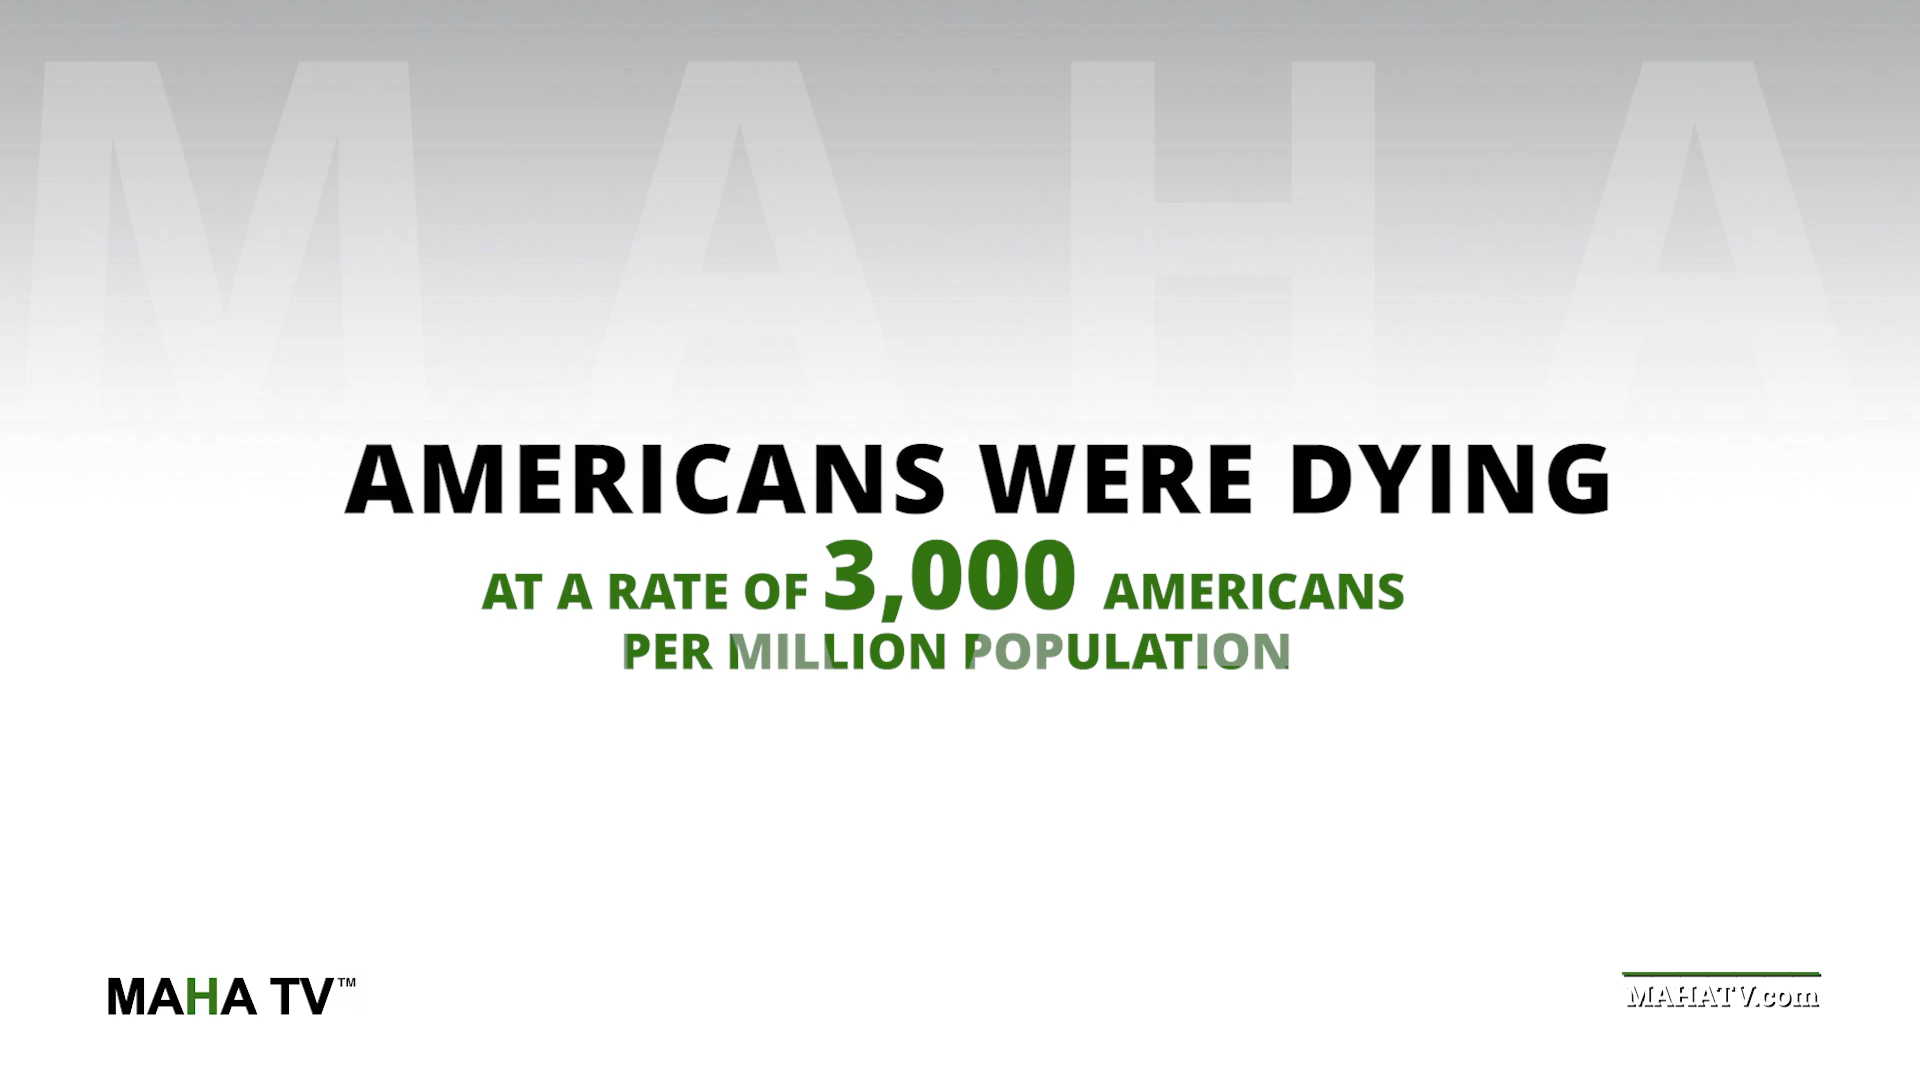 MAHA
AMERICANS WERE DYING
AT A RATE OF 3,000 AMERICANS
PER MILLION POPULATION
MAHA TV™
MAHATV.com